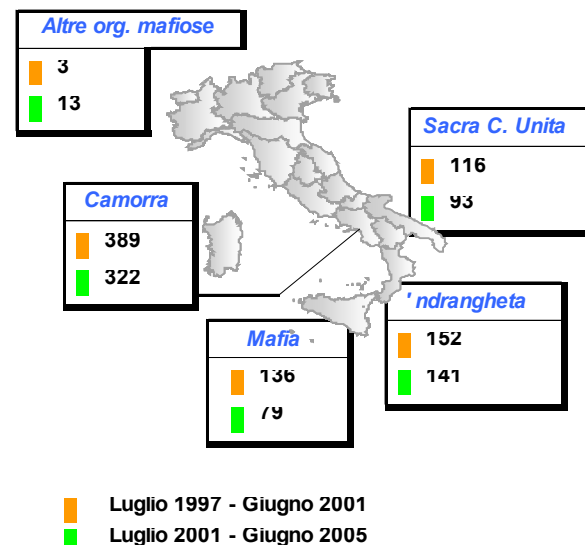 Altre org. mafiose
3
13
Sacra C. Unita
116
93
Camorra
389
322
' ndrangheta
152
141
Mafia
136
79
Luglio 1997 - Giugno 2001
Luglio 2001 - Giugno 2005